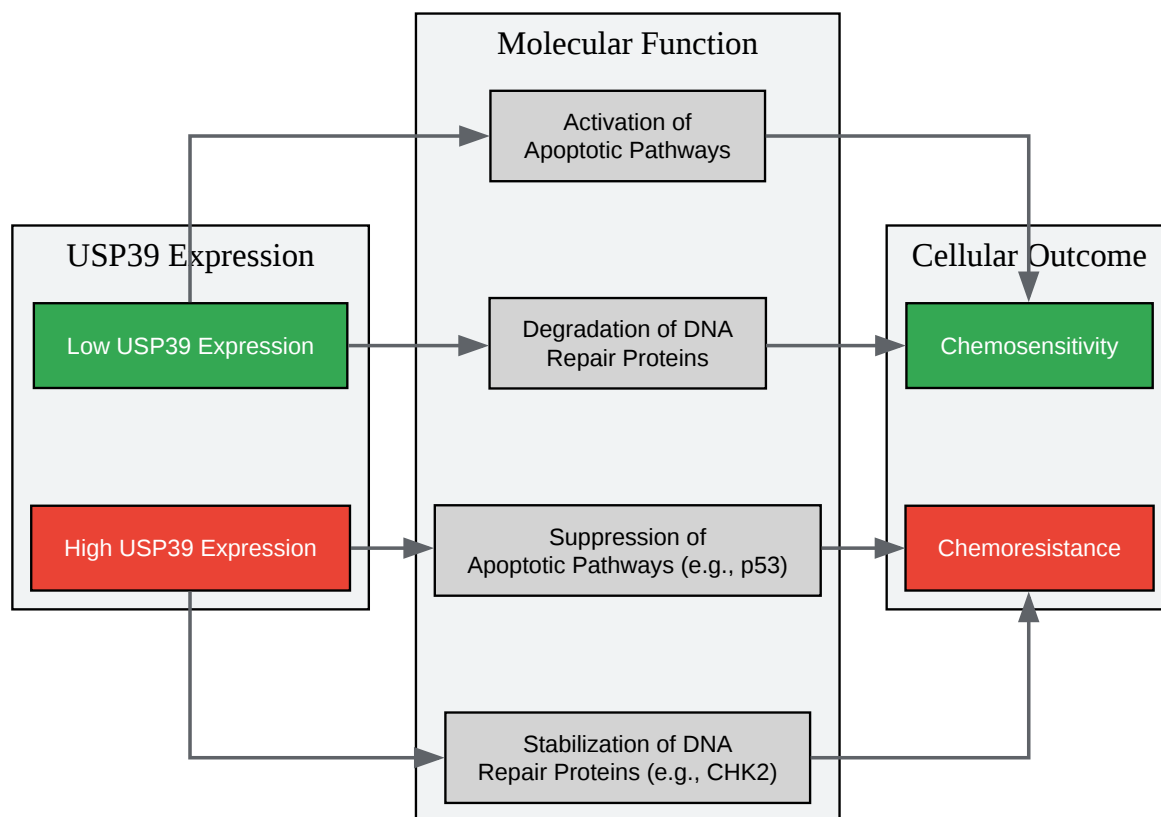 Molecular Function
Activation of
Apoptotic Pathways
USP39 Expression
Cellular Outcome
Low USP39 Expression
Degradation of DNA
Repair Proteins
Chemosensitivity
High USP39 Expression
Suppression of
Apoptotic Pathways (e.g., p53)
Chemoresistance
Stabilization of DNA
Repair Proteins (e.g., CHK2)